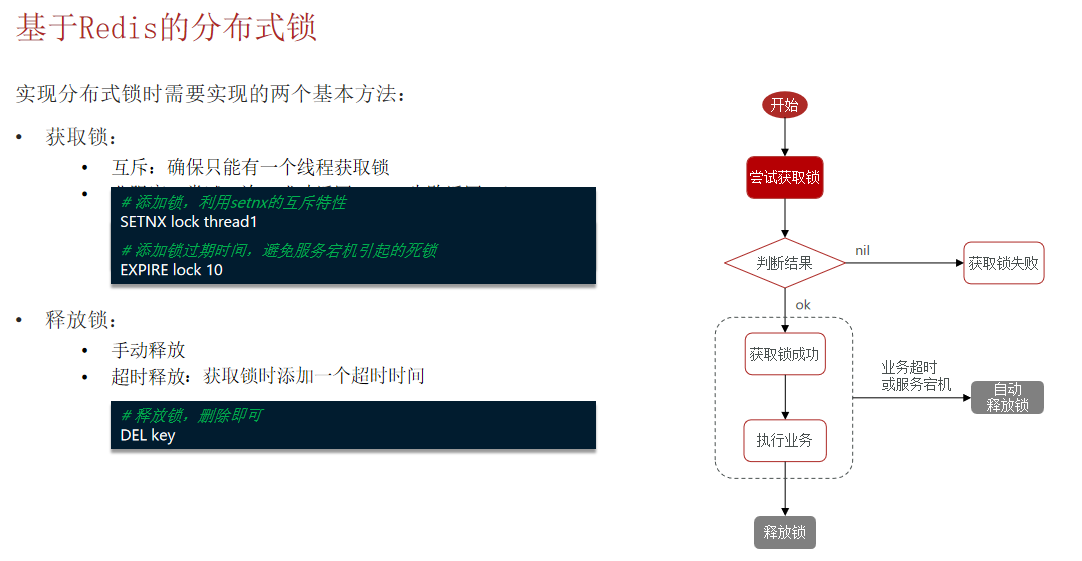 基于Redis的分布式锁
实现分布式锁时需要实现的两个基本方法：
• 获取锁：
• 互斥：确保只能有一个线程获取锁
# 添加锁，利用setnx的互斥特性
SETNX lock thread1
# 添加锁过期时间，避免服务宕机引起的死锁
EXPIRE lock 10
• 释放锁：
• 手动释放
• 超时释放：获取锁时添加一个超时时间
# 释放锁，删除即可
DEL key
开始
尝试获取锁
判断结果
nil
获取锁失败
ok
获取锁成功
业务超时
或服务宕机
自动
释放锁
执行业务
释放锁